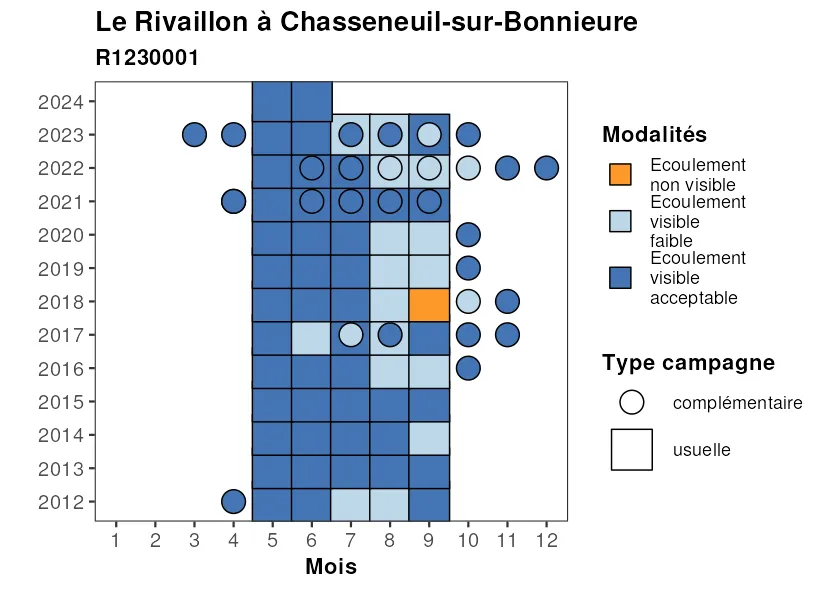 Le Rivaillon à Chasseneuil-sur-Bonnieure
R1230001
2024
2023
2022
2021
2020
2019
2018
2017
2016
2015
2014
2013
2012
1 2 3 4 5 6 7 8 9 10 11 12
Mois
Modalités
Ecoulement
non visible
Ecoulement
visible
faible
Ecoulement
visible
acceptable
Type campagne
complémentaire
usuelle